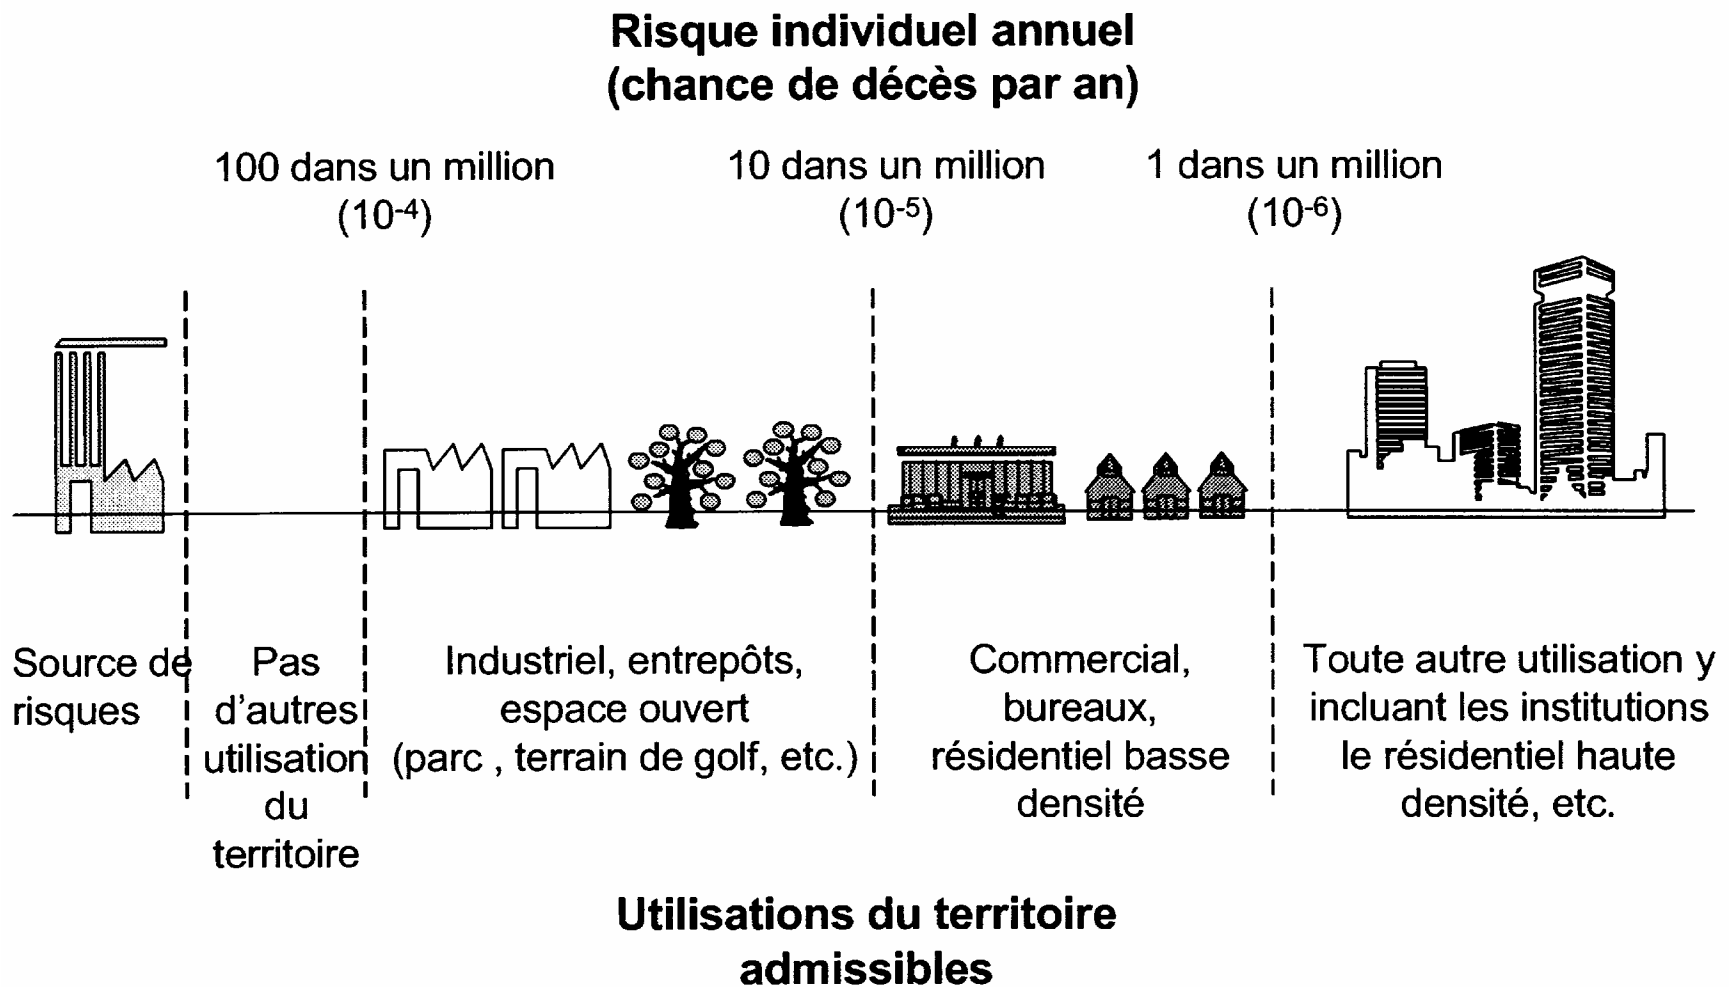 Risque individuel annuel
(chance de décès par an)
100 dans un million
(10-4)
10 dans un million
(10-5)
1 dans un million
(10-6)
Source de
risques
Pas
d'autres
utilisation
du
territoire
Industriel, entrepôts,
espace ouvert
(parc , terrain de golf, etc.)
Commercial,
bureaux,
résidentiel basse
densité
Toute autre utilisation y
incluant les institutions
le résidentiel haute
densité, etc.
Utilisations du territoire
admissibles